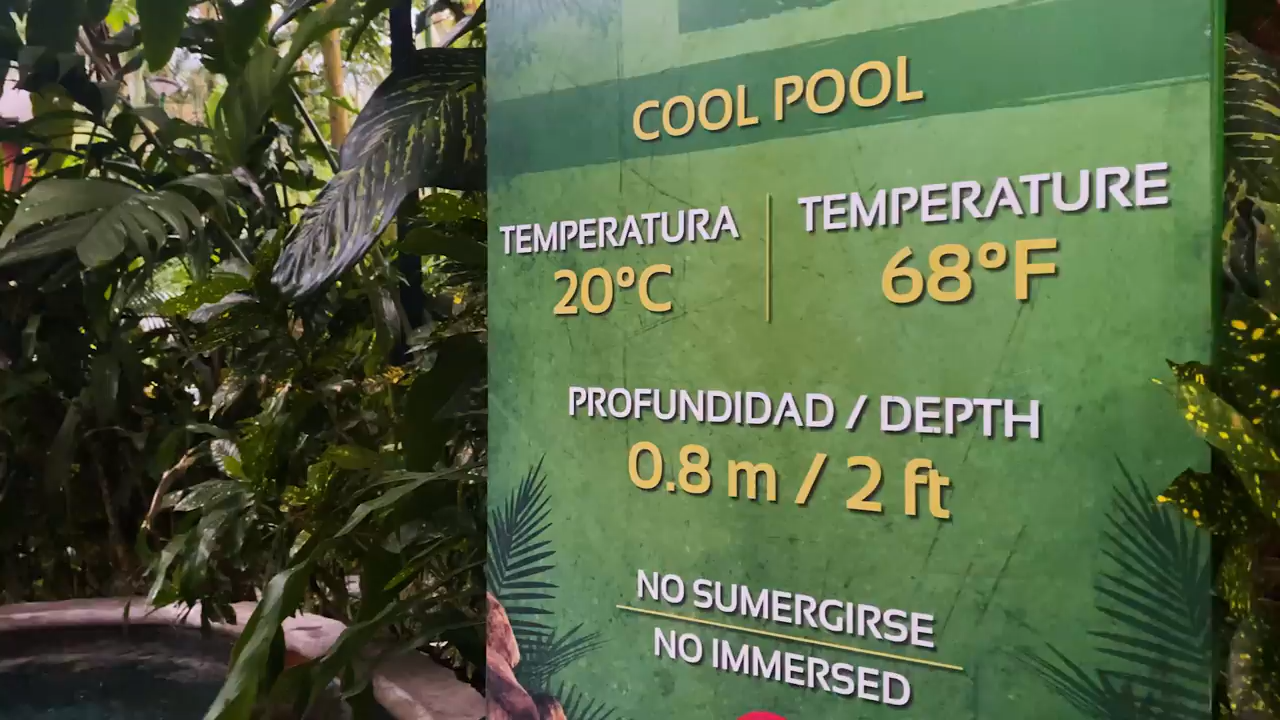 COOL POOL
TEMPERATURA
20°C
TEMPERATURE
68°F
PROFUNDIDAD / DEPTH
0.8 m / 2 ft
NO SUMERGIRSE
NO IMMERSED